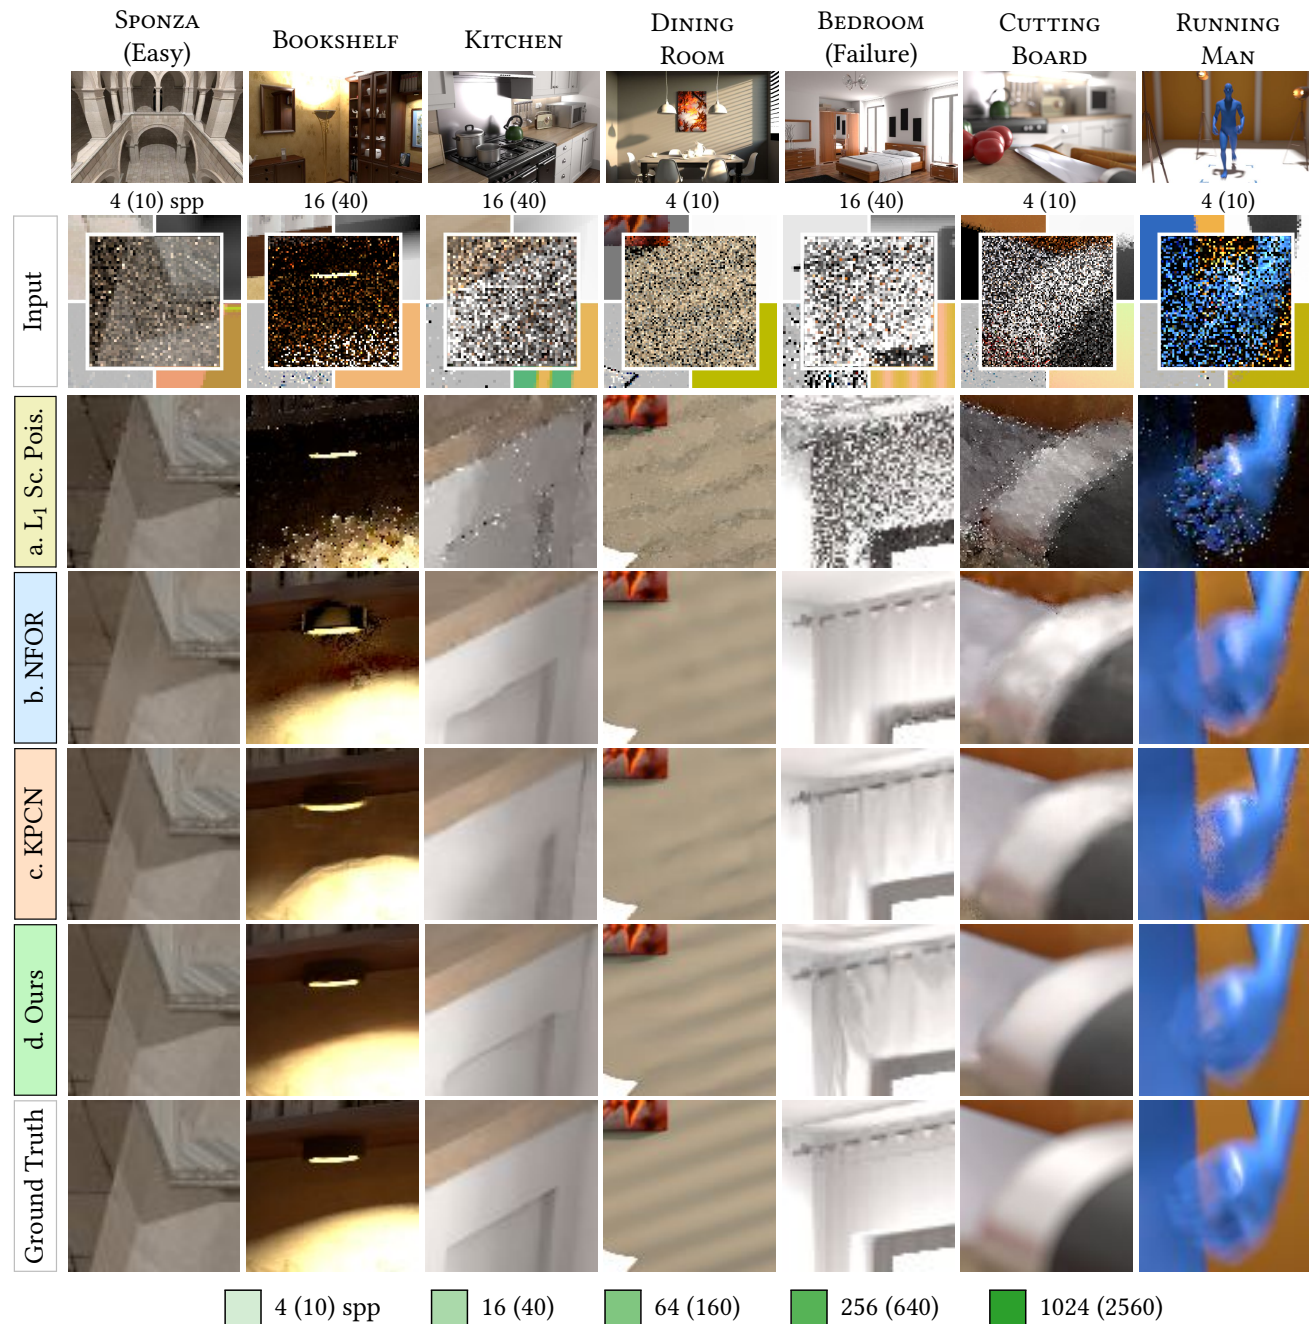 SPONZA
(Easy)
BOOKSHELF
KITCHEN
DINING
ROOM
BEDROOM
(Failure)
CUTTING
BOARD
RUNNING
MAN
4 (10) spp
16 (40)
16 (40)
4 (10)
16 (40)
4 (10)
4 (10)
Input
a. L₁ Sc. Pois.
b. NFOR
c. KPCN
d. Ours
Ground Truth
4 (10) spp
16 (40)
64 (160)
256 (640)
1024 (2560)